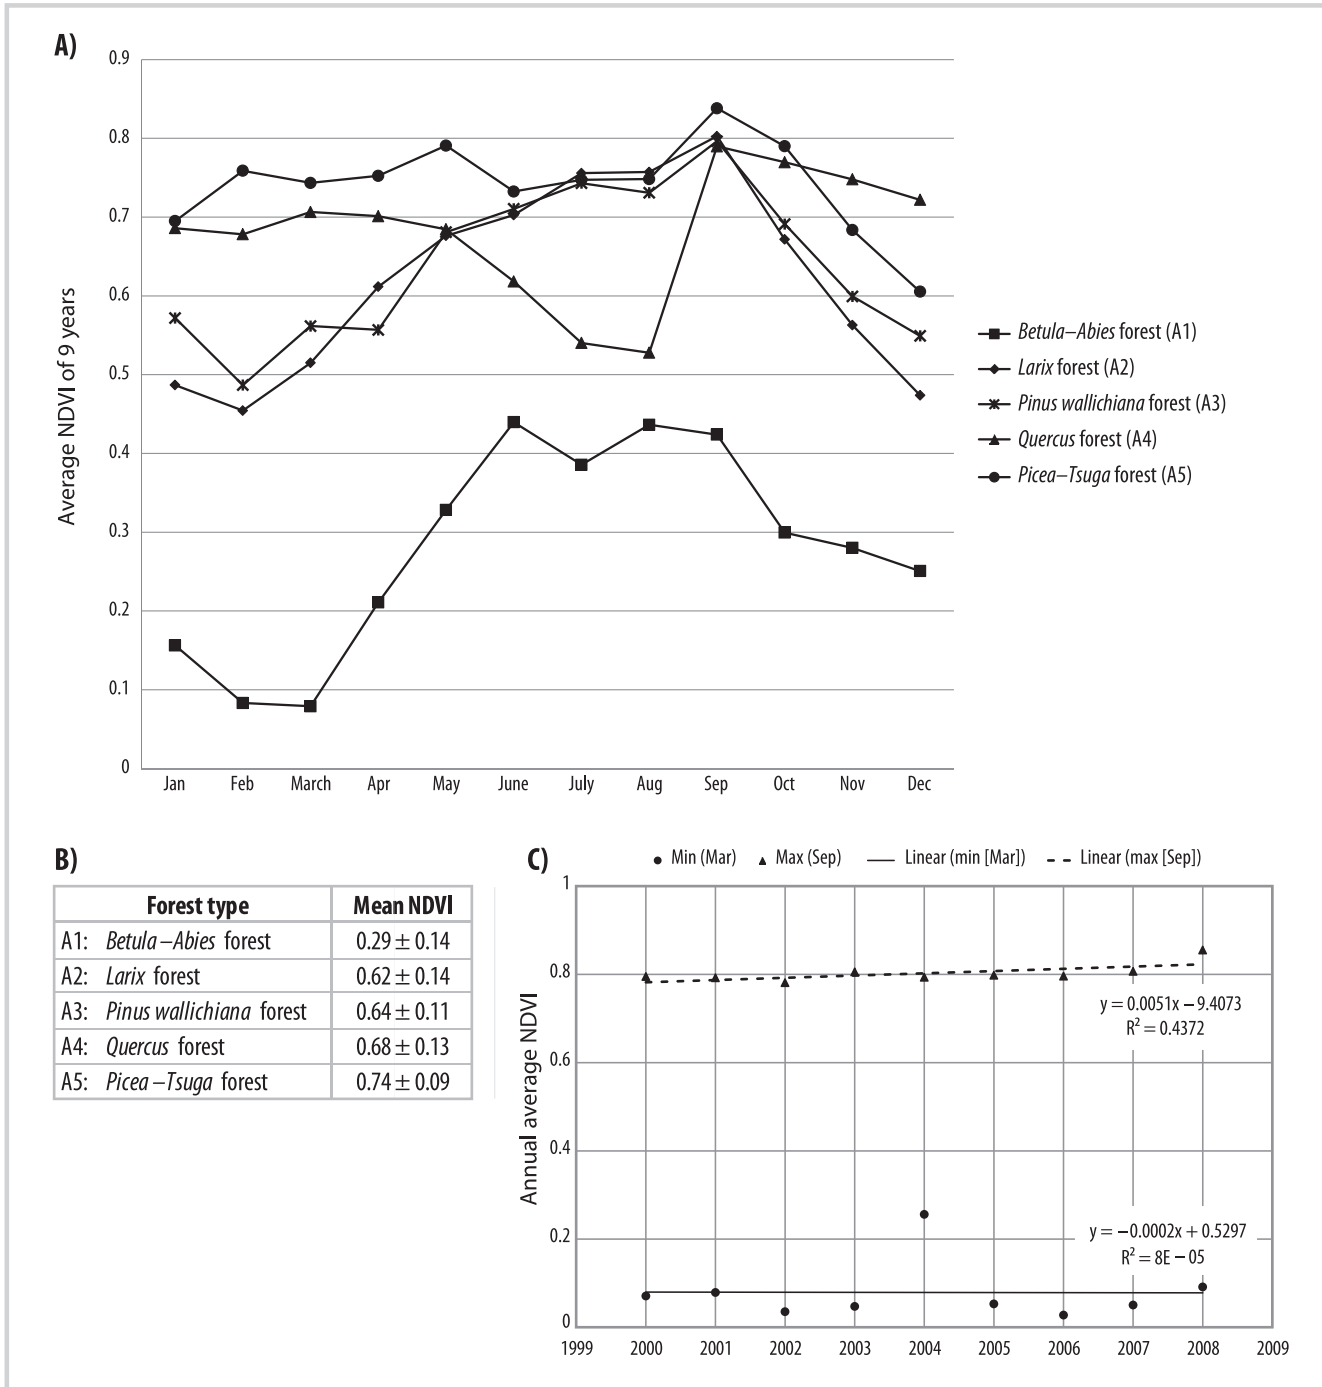 A)
0.9
0.8
0.7
0.6
0.5
0.4
0.3
0.2
0.1
0
Average NDVI of 9 years
Jan Feb March Apr May June July Aug Sep Oct Nov Dec
Betula–Abies forest (A1)
Larix forest (A2)
Pinus wallichiana forest (A3)
Quercus forest (A4)
Picea–Tsuga forest (A5)
B)
Forest type Mean NDVI
A1: Betula–Abies forest 0.29 ± 0.14
A2: Larix forest 0.62 ± 0.14
A3: Pinus wallichiana forest 0.64 ± 0.11
A4: Quercus forest 0.68 ± 0.13
A5: Picea–Tsuga forest 0.74 ± 0.09
C)
Min (Mar) Max (Sep) Linear (min [Mar]) Linear (max [Sep])
1
0.8
0.6
0.4
0.2
0
Annual average NDVI
y = 0.0051x − 9.4073
R² = 0.4372
y = −0.0002x + 0.5297
R² = 8E − 05
1999 2000 2001 2002 2003 2004 2005 2006 2007 2008 2009